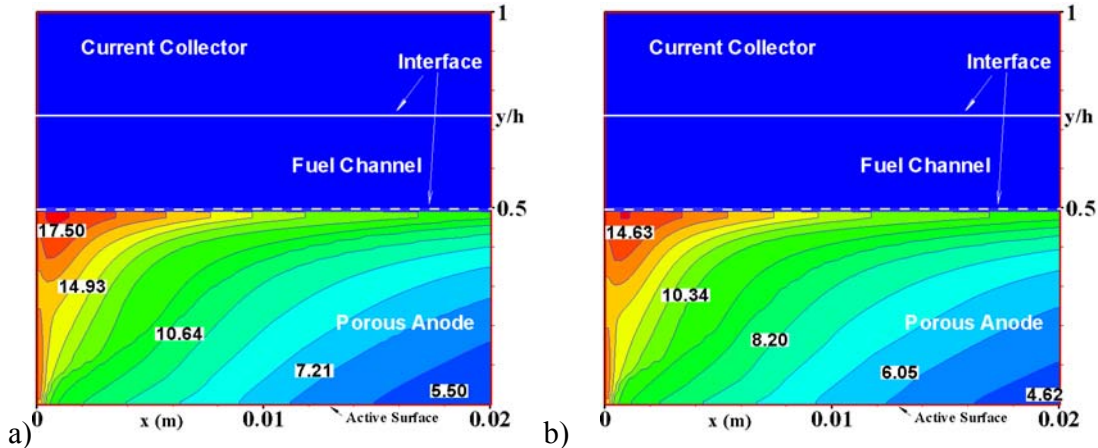 1
Current Collector
Interface
y/h
Fuel Channel
0.5
17.50
14.93
10.64
Porous Anode
7.21
5.50
a)
0
x (m)
0.01
Active Surface
0.02
1
Current Collector
Interface
y/h
Fuel Channel
0.5
14.63
10.34
8.20
Porous Anode
6.05
4.62
b)
0
x (m)
0.01
Active Surface
0.02